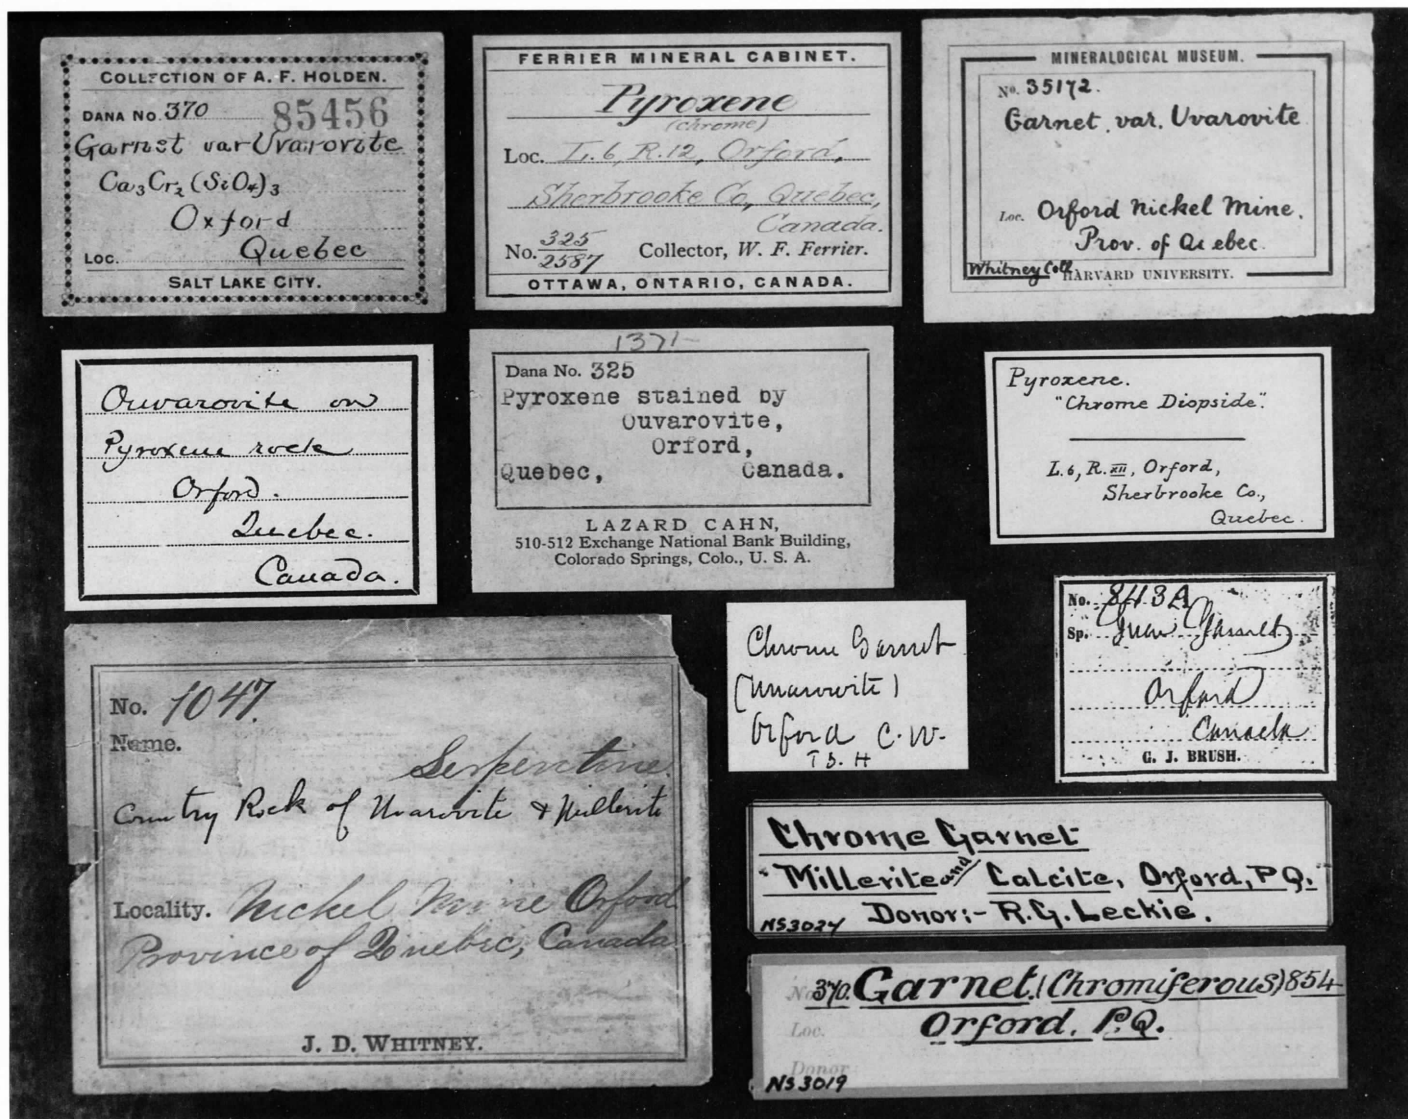 COLLECTION OF A. F. HOLDEN.
DANA NO. 370 85456
Garnet var Uvarovite
Ca₃Cr₂(SiO₄)₃
Oxford
LOC. Quebec
SALT LAKE CITY.
FERRIER MINERAL CABINET.
Pyroxene
(chrome)
Loc. L.6, R.12, Orford,
Sherbrooke Co, Quebec,
Canada.
No. 325/2587 Collector, W. F. Ferrier.
OTTAWA, ONTARIO, CANADA.
MINERALOGICAL MUSEUM.
No. 35172.
Garnet. var. Uvarovite
Loc. Orford Nickel Mine.
Prov. of Quebec.
Whitney Coll. HARVARD UNIVERSITY.
Ouvarovite on
Pyroxene rock
Orford.
Quebec.
Canada.
1371-
Dana No. 325
Pyroxene stained by
Ouvarovite,
Orford,
Quebec, Canada.
LAZARD CAHN,
510-512 Exchange National Bank Building,
Colorado Springs, Colo., U. S. A.
Pyroxene.
"Chrome Diopside".
L.6, R.XII, Orford,
Sherbrooke Co.,
Quebec.
No. 1047.
Name.
Serpentine
Country Rock of Uvarovite & Millerite
Locality. Nickel Mine Orford
Province of Quebec, Canada
J. D. WHITNEY.
Chrome Garnet
(Uvarowite)
Orford C.W.
T.S.H
No. 843A
Sp. Garnet
Orford
Canada
G. J. BRUSH.
Chrome Garnet
Millerite and Calcite, Orford, P.Q.
Donor:- R.G. Leckie.
NS3024
No. 370. Garnet. (Chromiferous) 854
Loc. Orford. P.Q.
Donor
NS3019